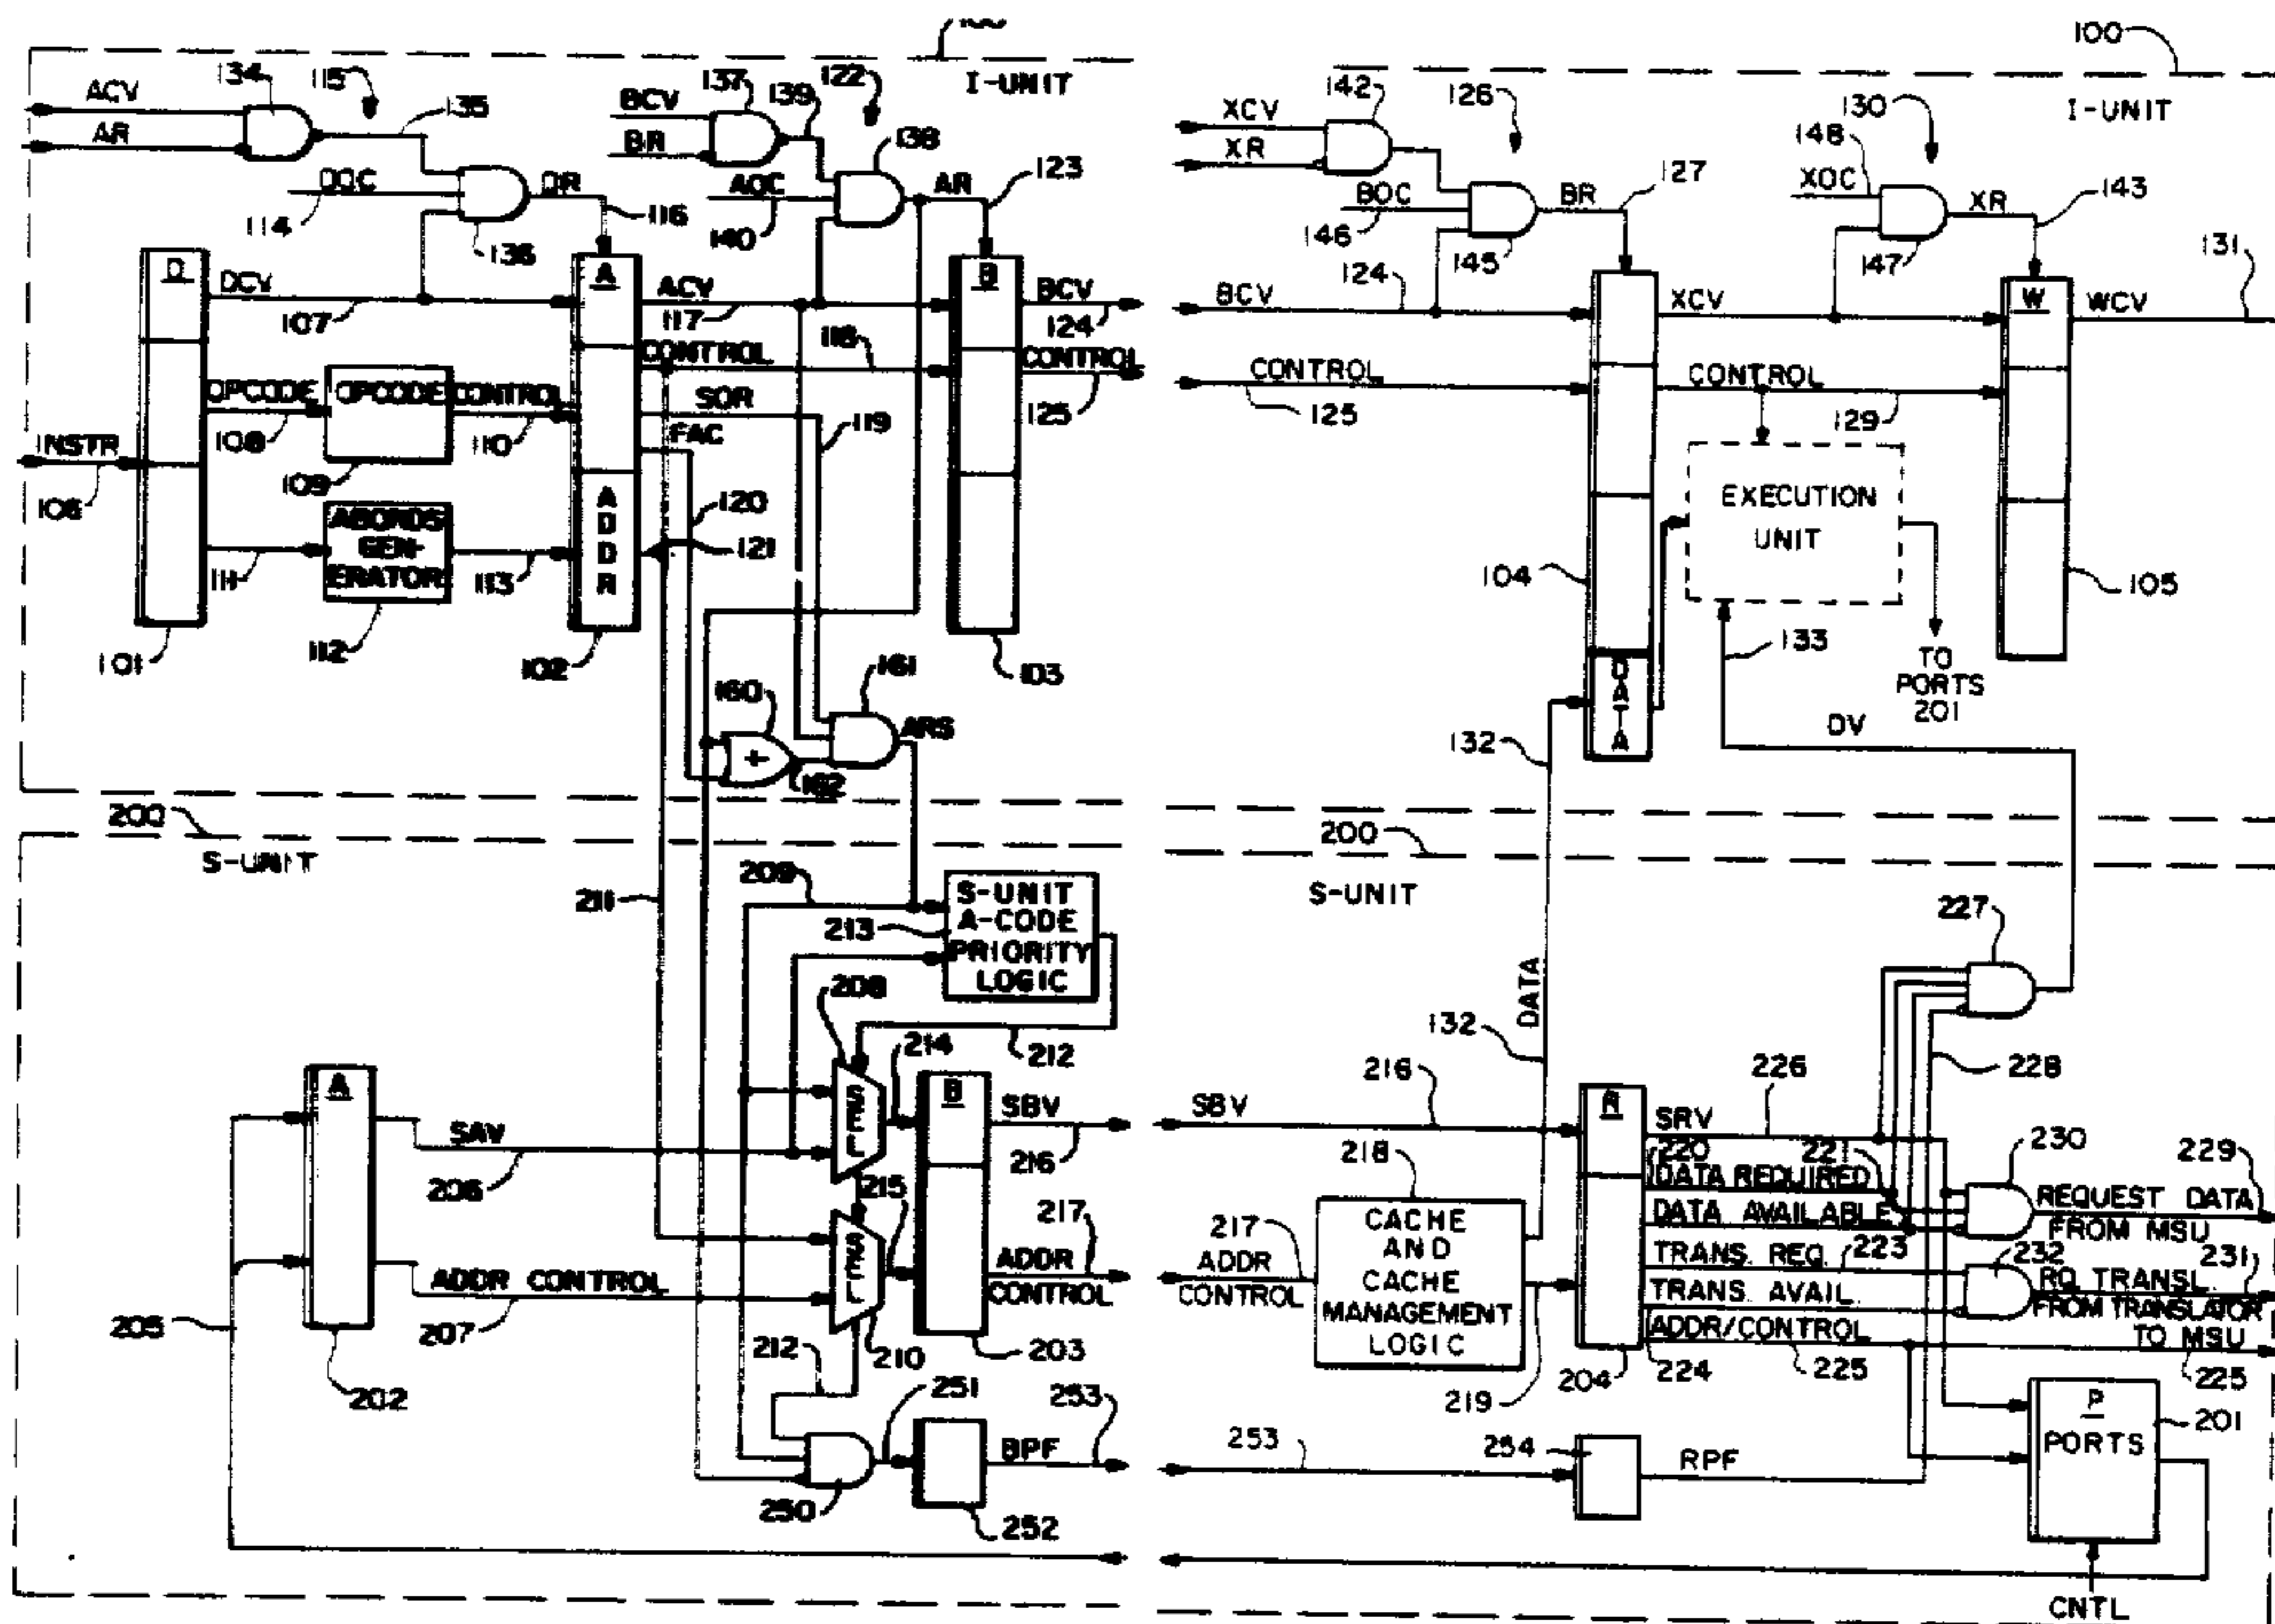 100
I-UNIT
I-UNIT
134
115
ACV
AR
135
DOC
114
DR
116
136
137
BCV
139
122
BR
138
AOC
140
AR
123
XCV
142
126
XR
BOC
146
BR
127
145
148
130
XOC
XR
143
147
D
DCV
107
A
ACV
117
118
B
BCV
124
BCV
124
XCV
W
WCV
131
OPCODE
108
OPCODE
109
CONTROL
110
CONTROL
CONTROL
125
CONTROL
125
CONTROL
129
INSTR
106
SOR
119
FAC
120
121
111
GEN-
ERATOR
112
113
ADDR
101
102
103
104
EXECUTION
UNIT
105
133
TO
PORTS
201
DATA
DV
132
160
161
162
ARS
200
S-UNIT
200
S-UNIT
211
209
213
S-UNIT
A-CODE
PRIORITY
LOGIC
208
212
214
227
DATA
132
228
A
SAV
206
SEL
215
B
SBV
216
SBV
216
R
SRV
226
220
221
DATA REQUIRED
DATA AVAILABLE
TRANS. REQ.
223
TRANS. AVAIL.
ADDR/CONTROL
224
225
230
229
REQUEST DATA
FROM MSU
232
231
RQ. TRANSL.
FROM TRANSLATOR
TO MSU
225
205
ADDR CONTROL
207
202
210
212
203
ADDR
CONTROL
217
217
ADDR
CONTROL
218
CACHE
AND
CACHE
MANAGEMENT
LOGIC
219
204
251
250
252
BPF
253
253
254
RPF
P
PORTS
201
CNTL